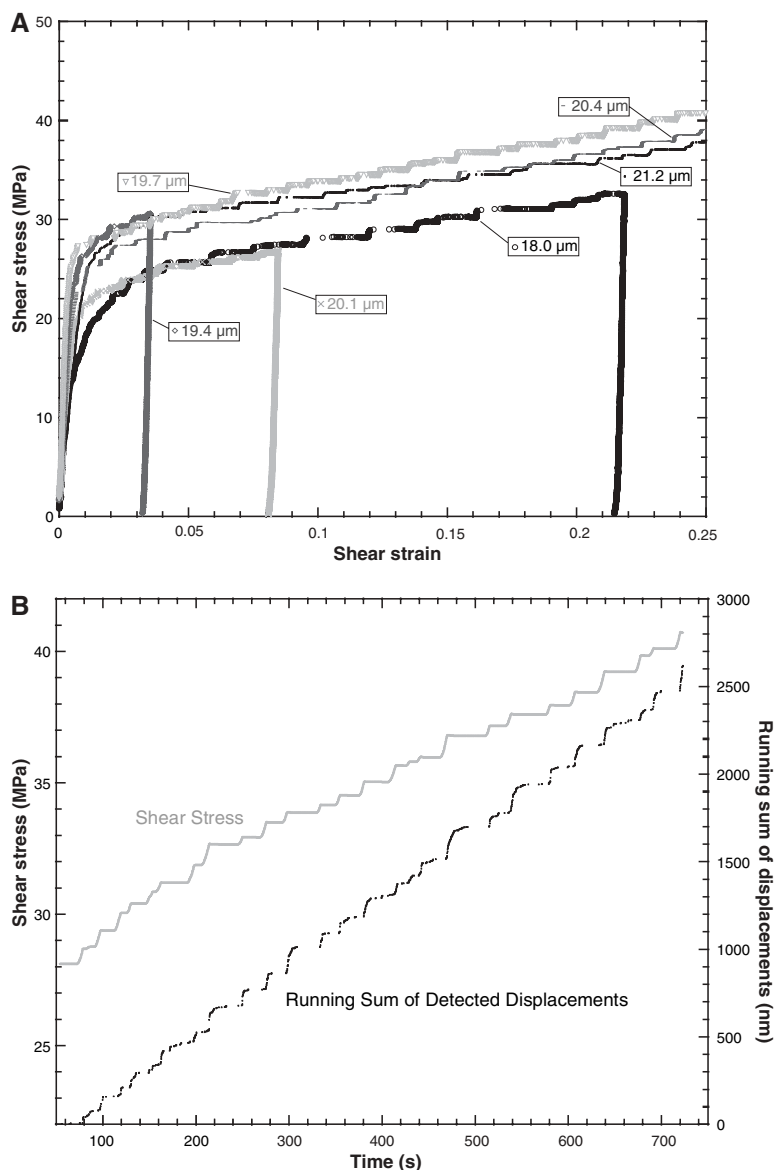 A
50
40
30
20
10
0
Shear stress (MPa)
- 20.4 µm
▽19.7 µm
· 21.2 µm
○ 18.0 µm
× 20.1 µm
◇ 19.4 µm
0 0.05 0.1 0.15 0.2 0.25
Shear strain
B
40
35
30
25
Shear stress (MPa)
Shear Stress
Running Sum of Detected Displacements
3000
2500
2000
1500
1000
500
0
Running sum of displacements (nm)
100 200 300 400 500 600 700
Time (s)